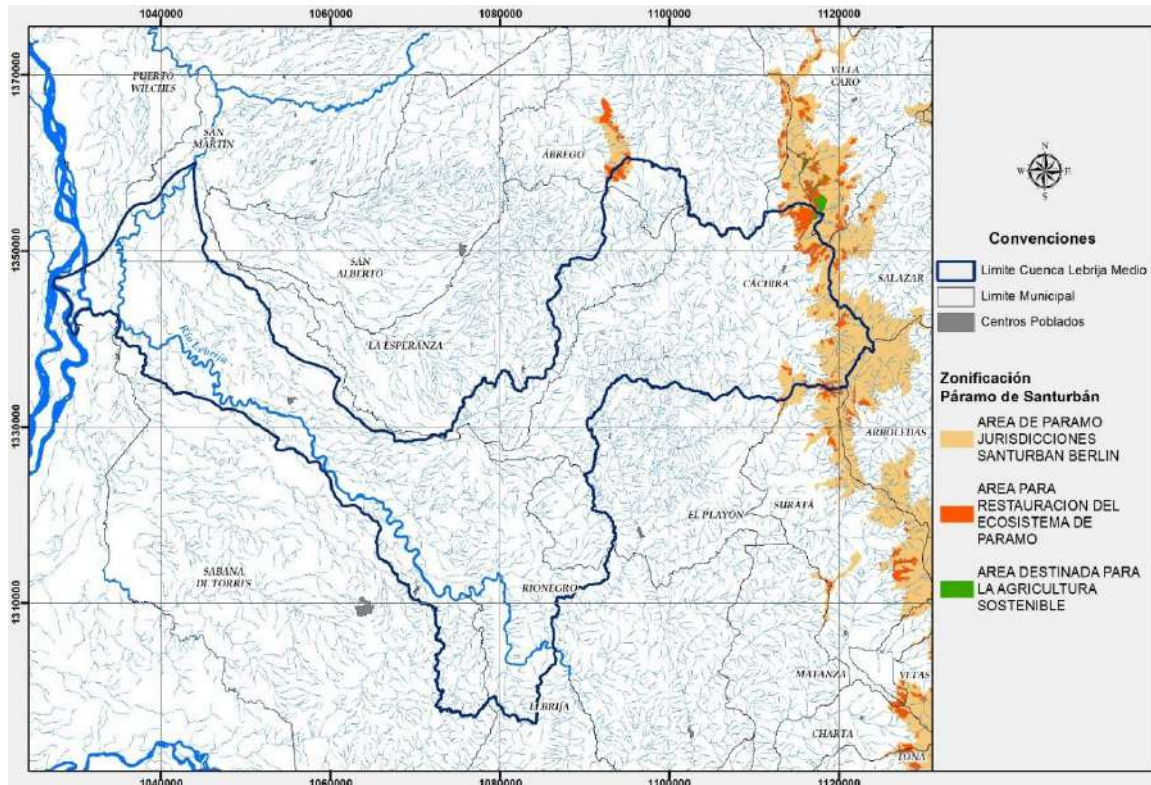 1040000
1060000
1080000
1100000
1120000
1370000
1350000
1330000
1310000
PUERTO
WILCHES
SAN
MARTÍN
ÁBREGO
VILLA
CARO
SAN
ALBERTO
LA ESPERANZA
CÁCHIRA
SALAZAR
Río Lebrija
ARBOLEDAS
EL PLAYÓN
SURATÁ
SABANA
DE TORRES
RIONEGRO
LEBRIJA
MATANZA
VETAS
CHARTA
TONA
N
W
E
S
Convenciones
Limite Cuenca Lebrija Medio
Limite Municipal
Centros Poblados
Zonificación
Páramo de Santurbán
AREA DE PARAMO
JURISDICCIONES
SANTURBAN BERLIN
AREA PARA
RESTAURACION DEL
ECOSISTEMA DE
PARAMO
AREA DESTINADA PARA
LA AGRICULTURA
SOSTENIBLE
1040000
1060000
1080000
1100000
1120000